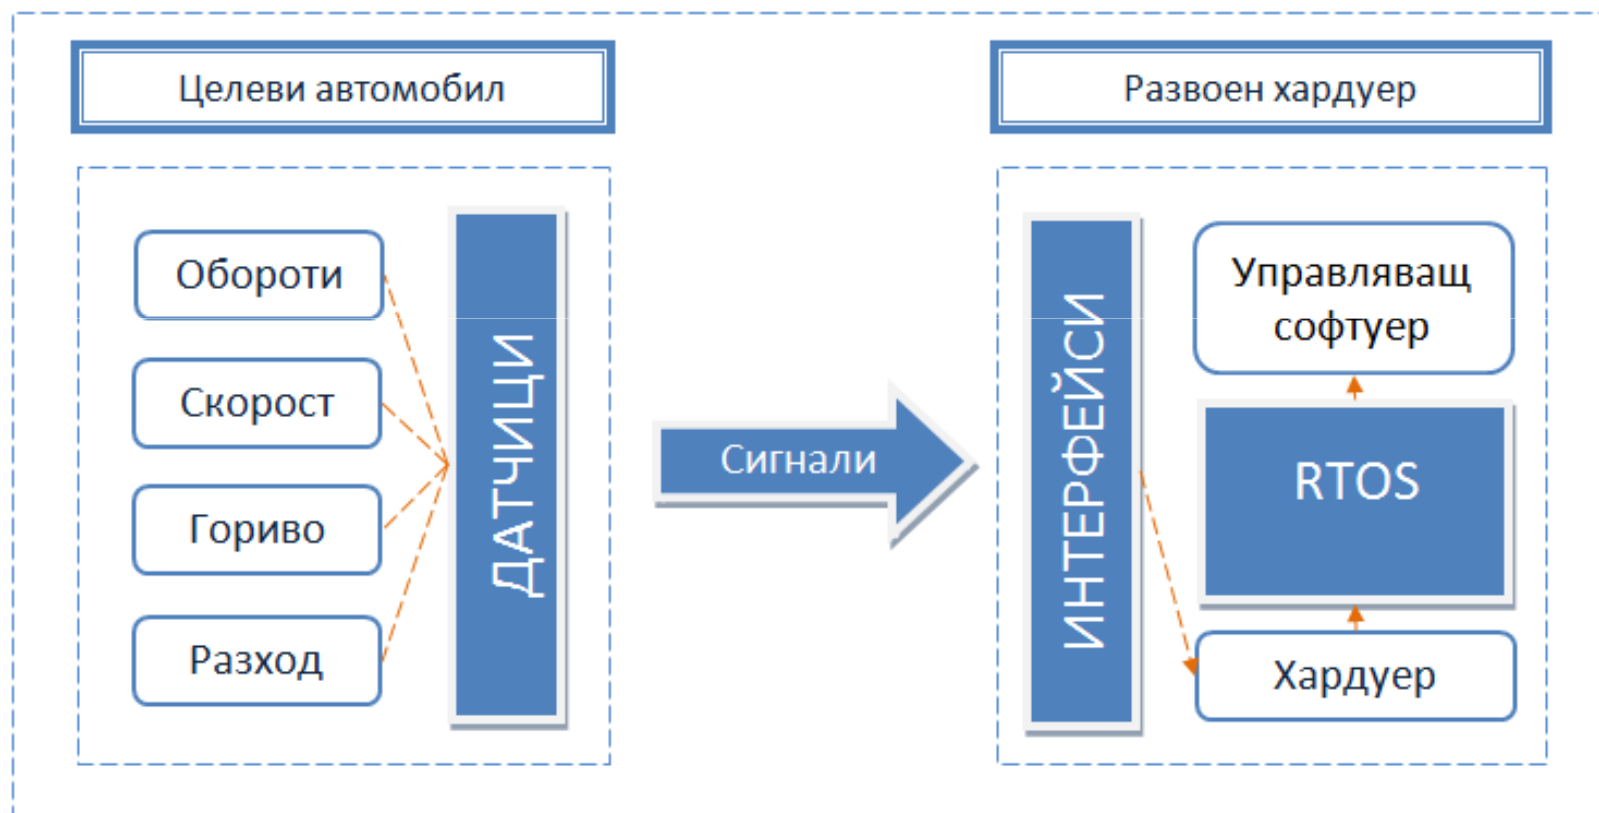 Целеви автомобил
Обороти
Скорост
Гориво
Разход
ДАТЧИЦИ
Сигнали
Развоен хардуер
ИНТЕРФЕЙСИ
Управляващ
софтуер
RTOS
Хардуер